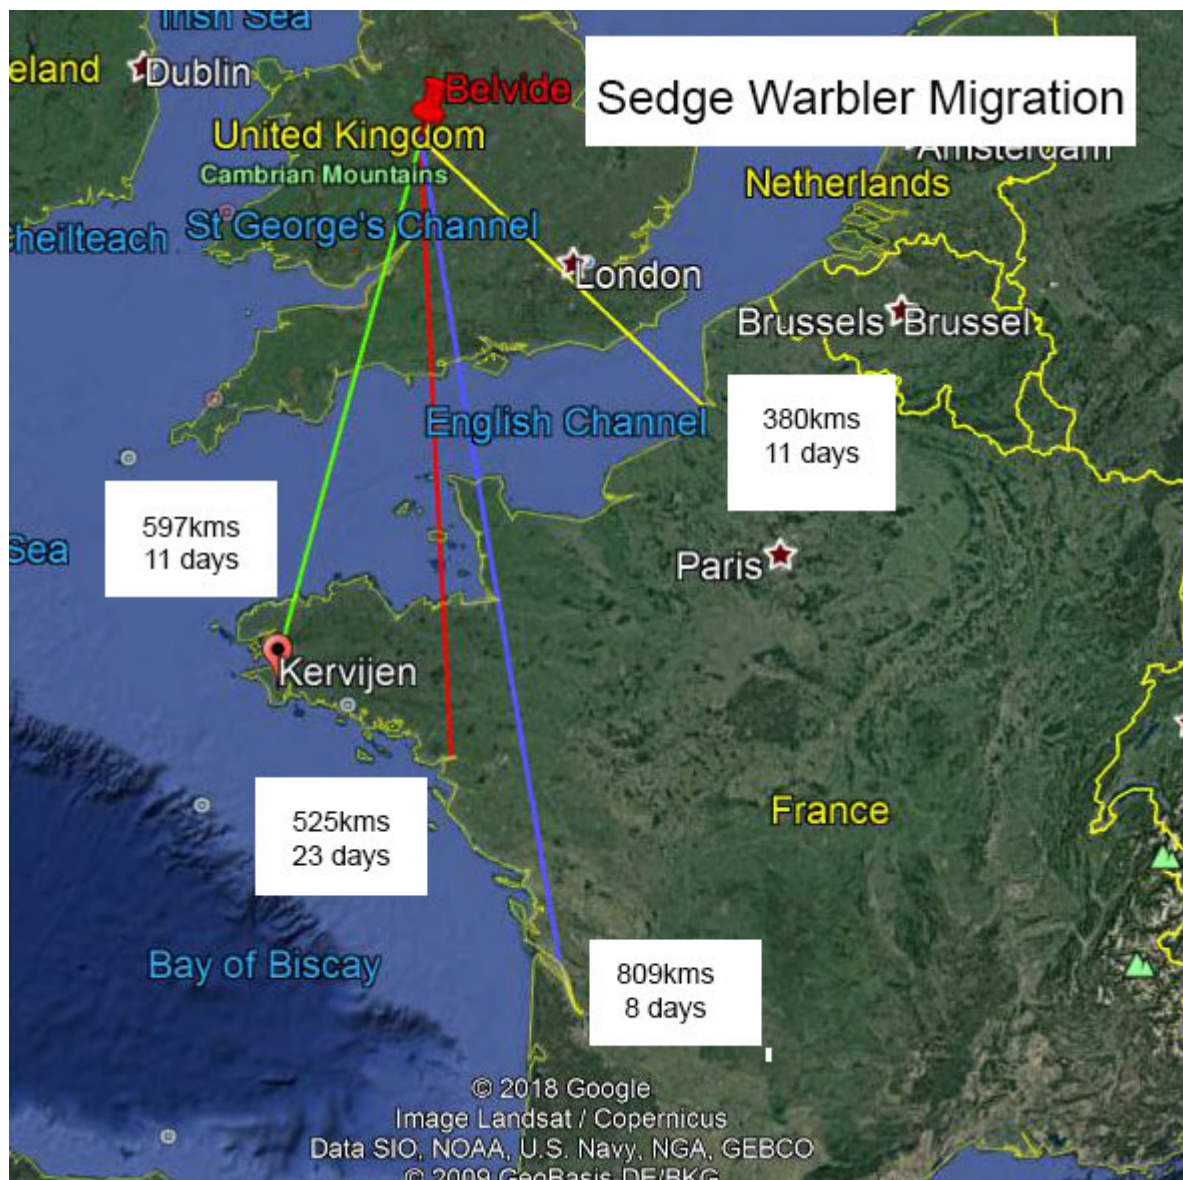 Irish Sea
eland
Dublin
Belvide
Sedge Warbler Migration
United Kingdom
Amsterdam
Cambrian Mountains
Netherlands
heilteach
St George's Channel
London
Brussels
Brussel
380kms
11 days
English Channel
597kms
11 days
Sea
Paris
Kervijen
525kms
23 days
France
Bay of Biscay
809kms
8 days
© 2018 Google
Image Landsat / Copernicus
Data SIO, NOAA, U.S. Navy, NGA, GEBCO
© 2009 GeoBasis-DE/BKG